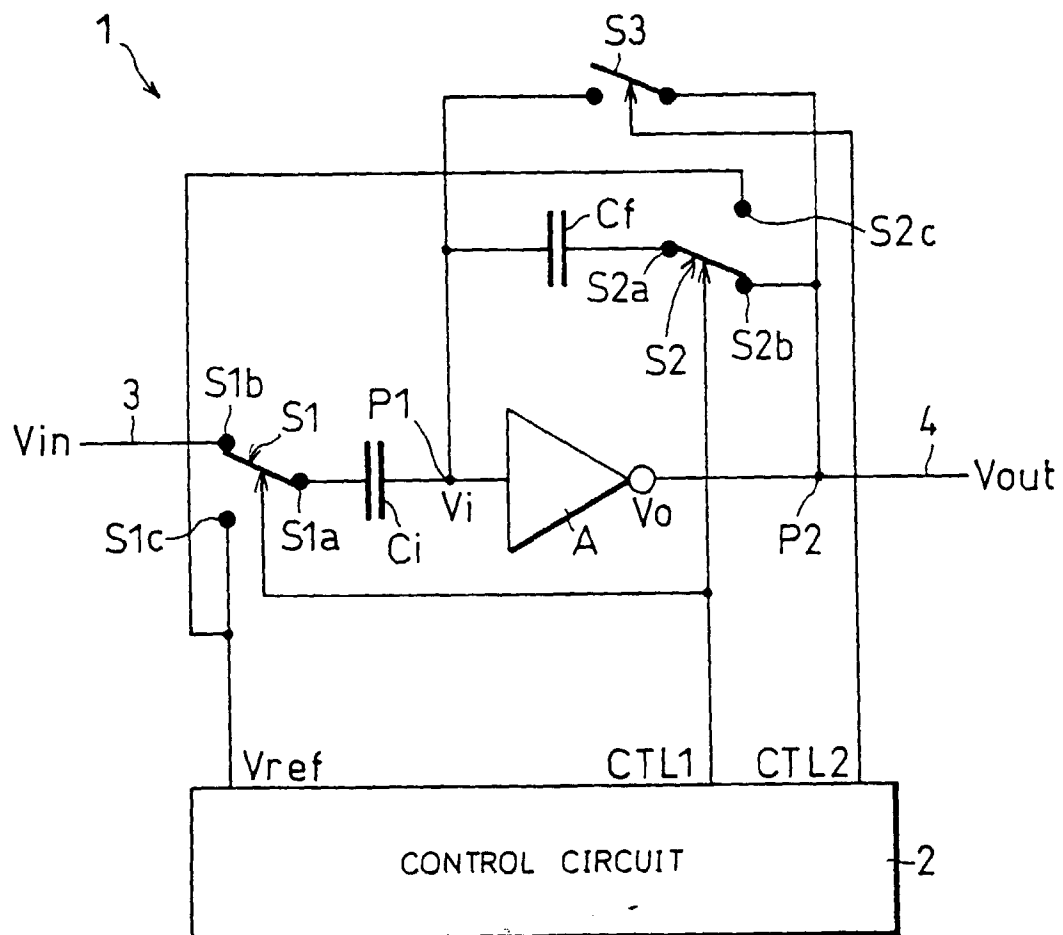 1
S3
Cf
S2c
S2a
S2
S2b
S1b
3
S1
P1
4
Vin
Vout
S1c
S1a
Ci
Vi
A
Vo
P2
Vref
CTL1
CTL2
CONTROL CIRCUIT
2